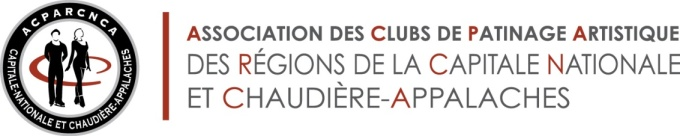 ACPARCNCA
CAPITALE-NATIONALE ET CHAUDIÈRE-APPALACHES
ASSOCIATION DES CLUBS DE PATINAGE ARTISTIQUE
DES RÉGIONS DE LA CAPITALE NATIONALE
ET CHAUDIÈRE-APPALACHES